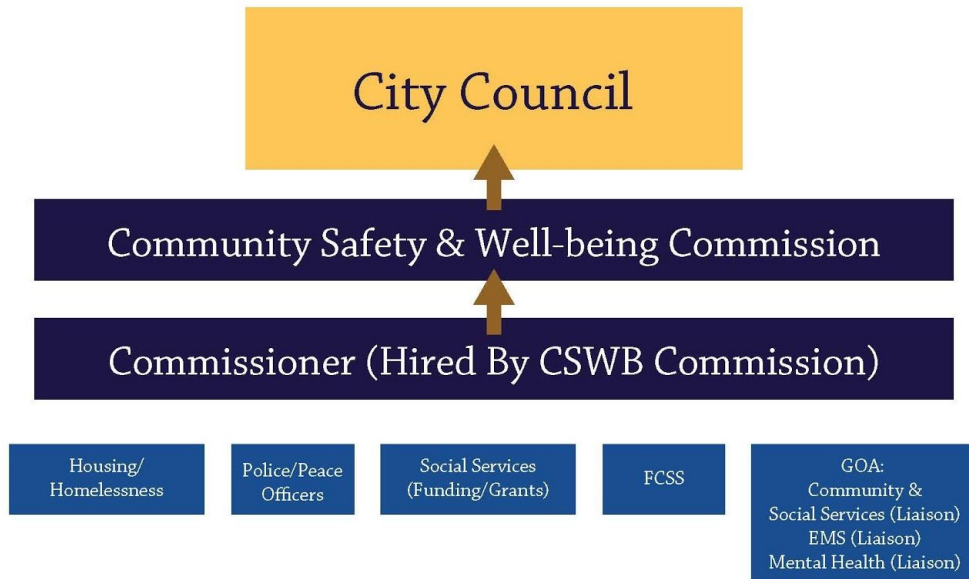 City Council
Community Safety & Well-being Commission
Commissioner (Hired By CSWB Commission)
Housing/
Homelessness
Police/Peace
Officers
Social Services
(Funding/Grants)
FCSS
GOA:
Community &
Social Services (Liaison)
EMS (Liaison)
Mental Health (Liaison)